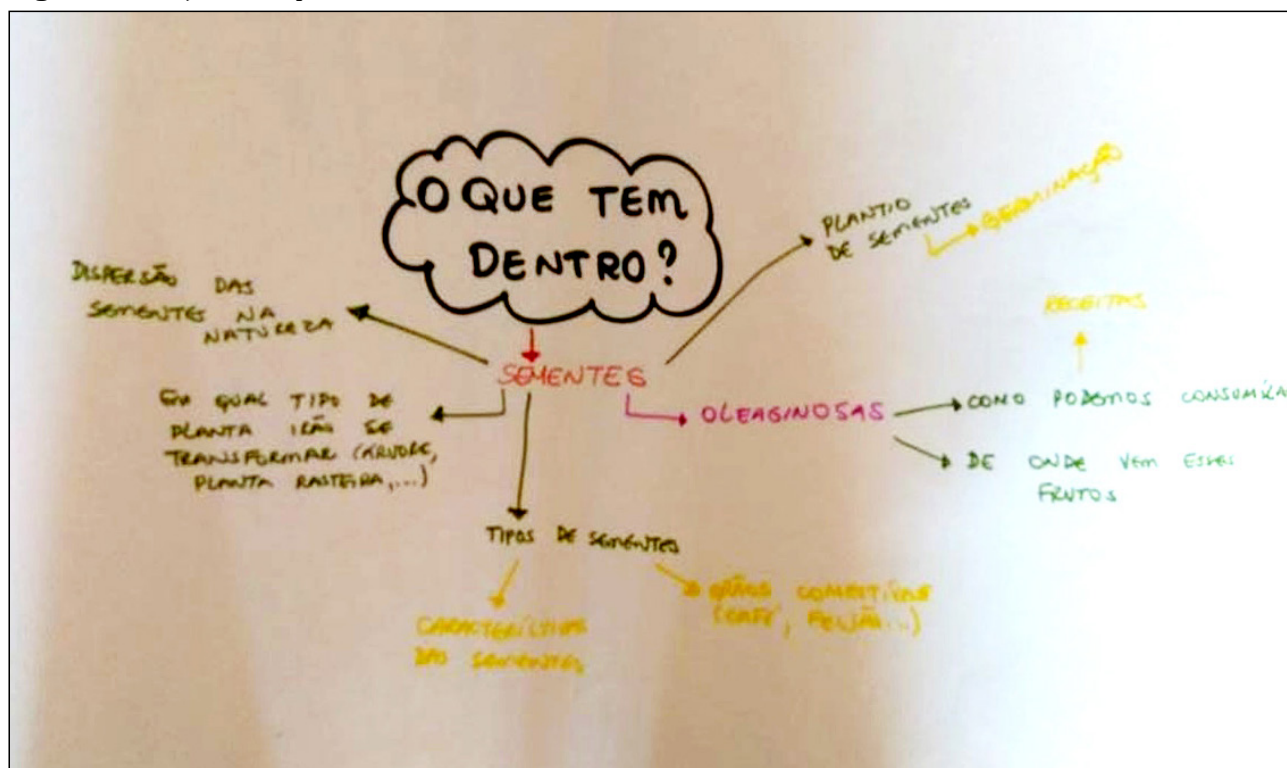 O QUE TEM
DENTRO?
DISPERSÃO DAS
SEMENTES NA
NATUREZA
PLANTIO
DE SEMENTES
GERMINAÇÃO
SEMENTES
RECEITAS
EM QUAL TIPO DE
PLANTA IRÃO SE
TRANSFORMAR (ÁRVORE,
PLANTA RASTEIRA,...)
OLEAGINOSAS
COMO PODEMOS
DE ONDE VEM ESSES
FRUTOS
TIPOS DE SEMENTES
CARACTERÍSTICAS
DAS SEMENTES
GRÃOS COMESTÍVEIS
(CAFÉ, FEIJÃO...)